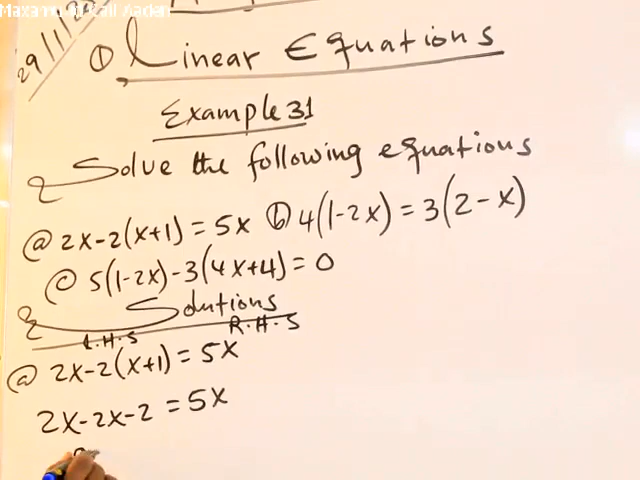 29/11/
① Linear Equations
Example 31
Solve the following equations
ⓐ 2x-2(x+1) = 5x ⓑ 4(1-2x) = 3(2-x)
ⓒ 5(1-2x)-3(4x+4) = 0
Solutions
L.H.S R.H.S
ⓐ 2x-2(x+1) = 5x
2x-2x-2 = 5x